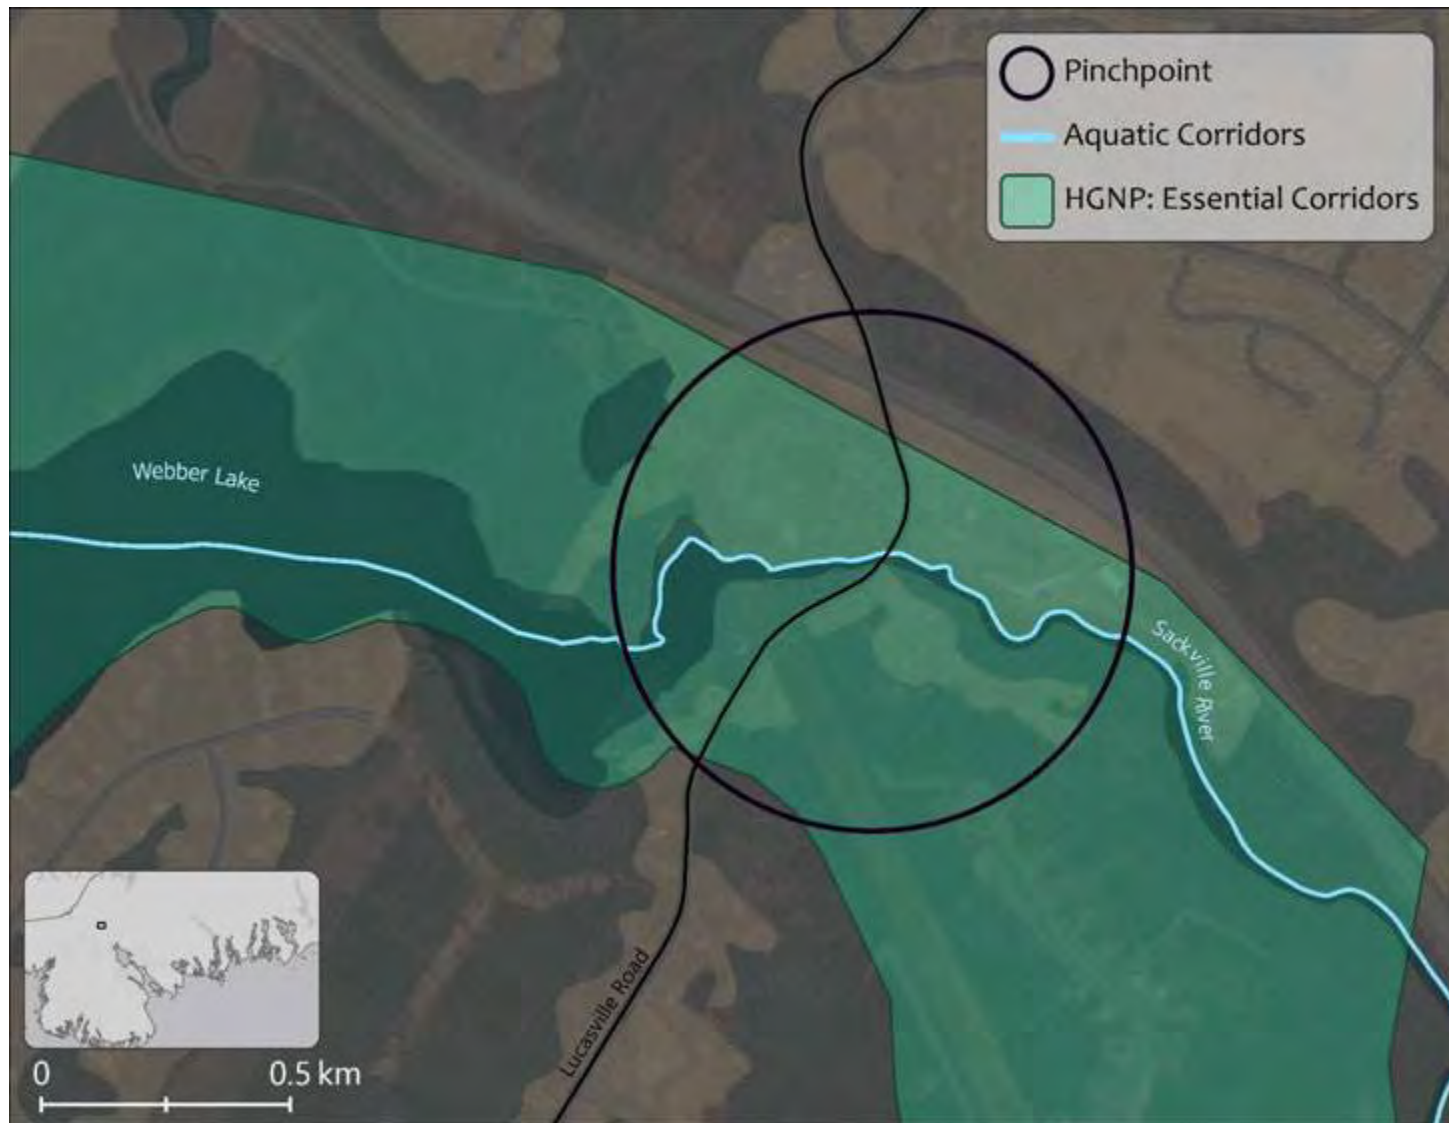 Pinchpoint
Aquatic Corridors
HGNP: Essential Corridors
Webber Lake
Sackville River
Lucasville Road
0 0.5 km